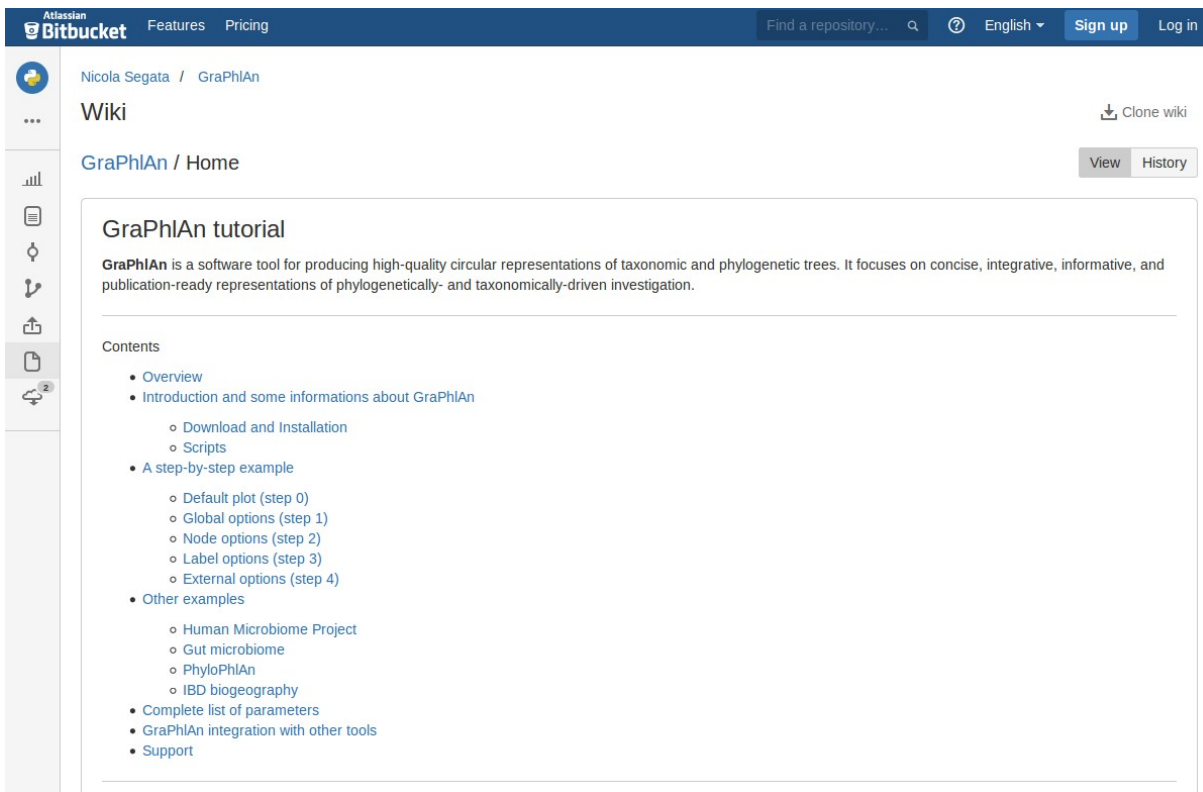 Atlassian
Bitbucket Features Pricing Find a repository... English Sign up Log in
Nicola Segata / GraPhlAn
Wiki
Clone wiki
GraPhlAn / Home
View History
GraPhlAn tutorial
GraPhlAn is a software tool for producing high-quality circular representations of taxonomic and phylogenetic trees. It focuses on concise, integrative, informative, and
publication-ready representations of phylogenetically- and taxonomically-driven investigation.
Contents
Overview
Introduction and some informations about GraPhlAn
Download and Installation
Scripts
A step-by-step example
Default plot (step 0)
Global options (step 1)
Node options (step 2)
Label options (step 3)
External options (step 4)
Other examples
Human Microbiome Project
Gut microbiome
PhyloPhlAn
IBD biogeography
Complete list of parameters
GraPhlAn integration with other tools
Support
2